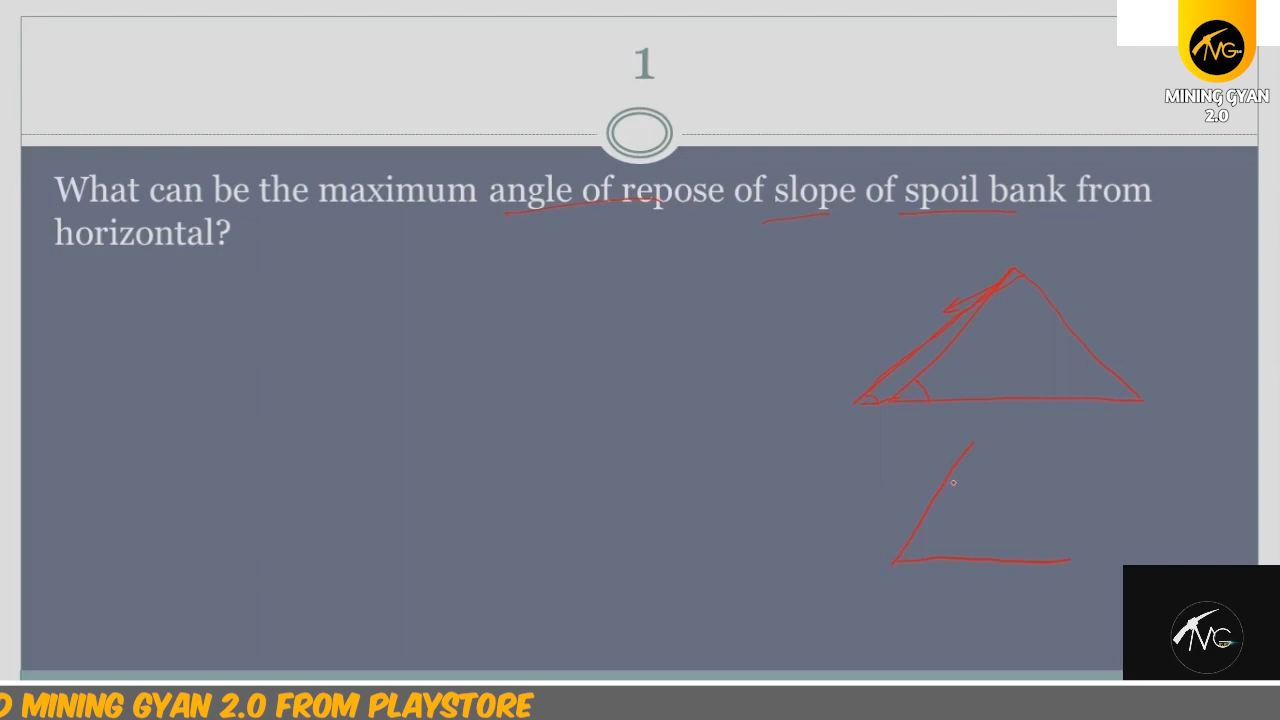 1
MINING GYAN
2.0
What can be the maximum angle of repose of slope of spoil bank from
horizontal?
MINING GYAN 2.0 FROM PLAYSTORE